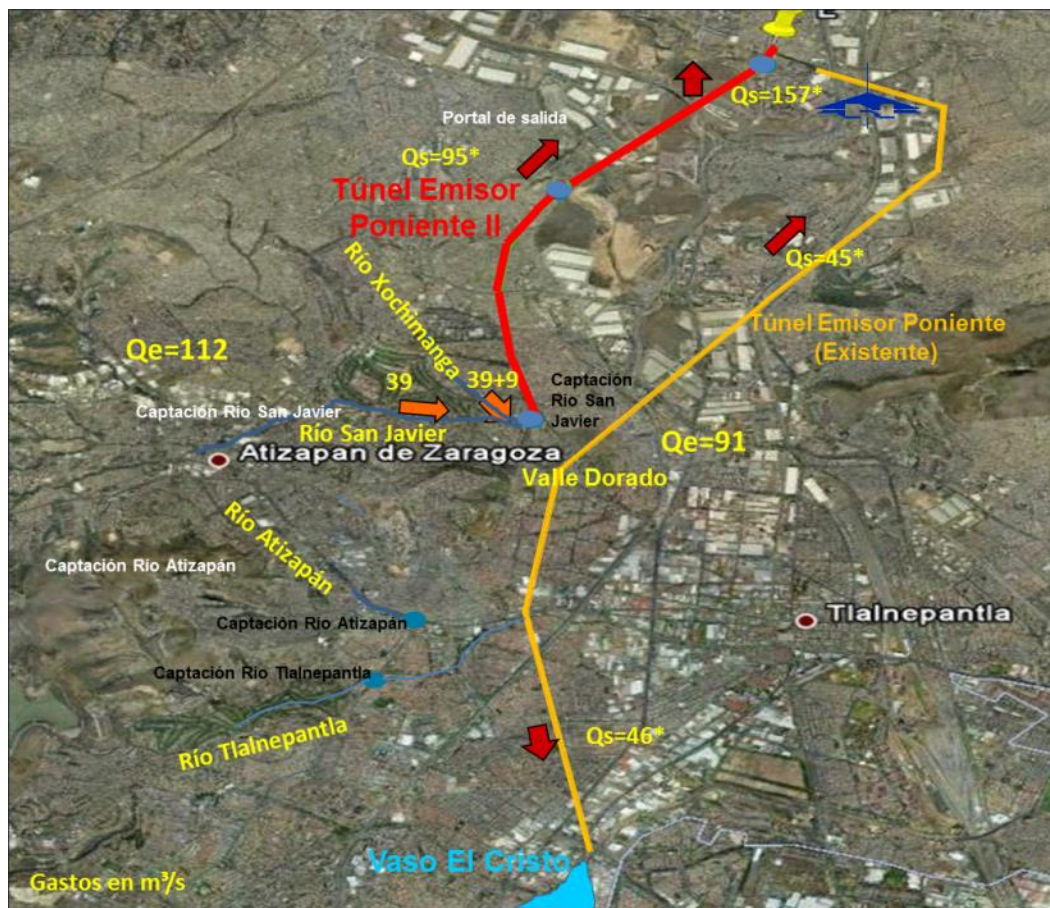 Qs=157*
Portal de salida
Qs=95*
Túnel Emisor
Poniente II
Río Xochimanga
Qs=45*
Túnel Emisor Poniente
(Existente)
Qe=112
39
39+9
Captación
Rio San
Javier
Captación Río San Javier
Río San Javier
Qe=91
Atizapan de Zaragoza
Valle Dorado
Río Atizapán
Captación Río Atizapán
Captación Rio Atizapán
Tlalnepantla
Captación Río Tlalnepantla
Río Tlalnepantla
Qs=46*
Vaso El Cristo
Gastos en m³/s